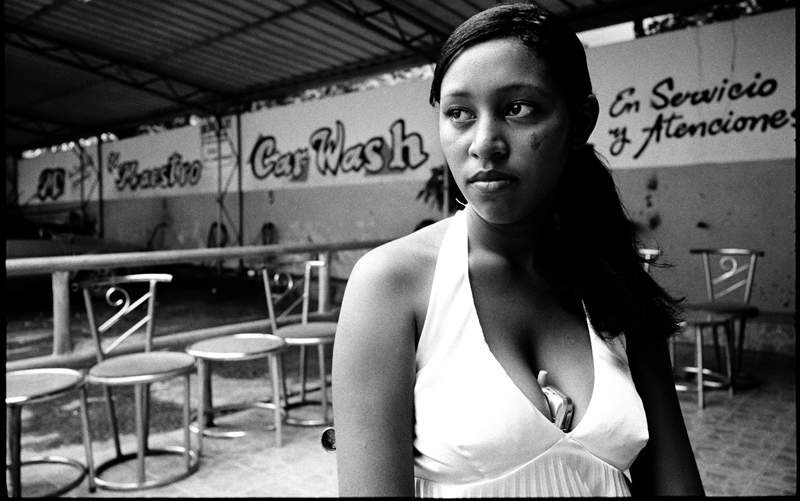 El Maestro
Car Wash
En Servicio
y Atenciones